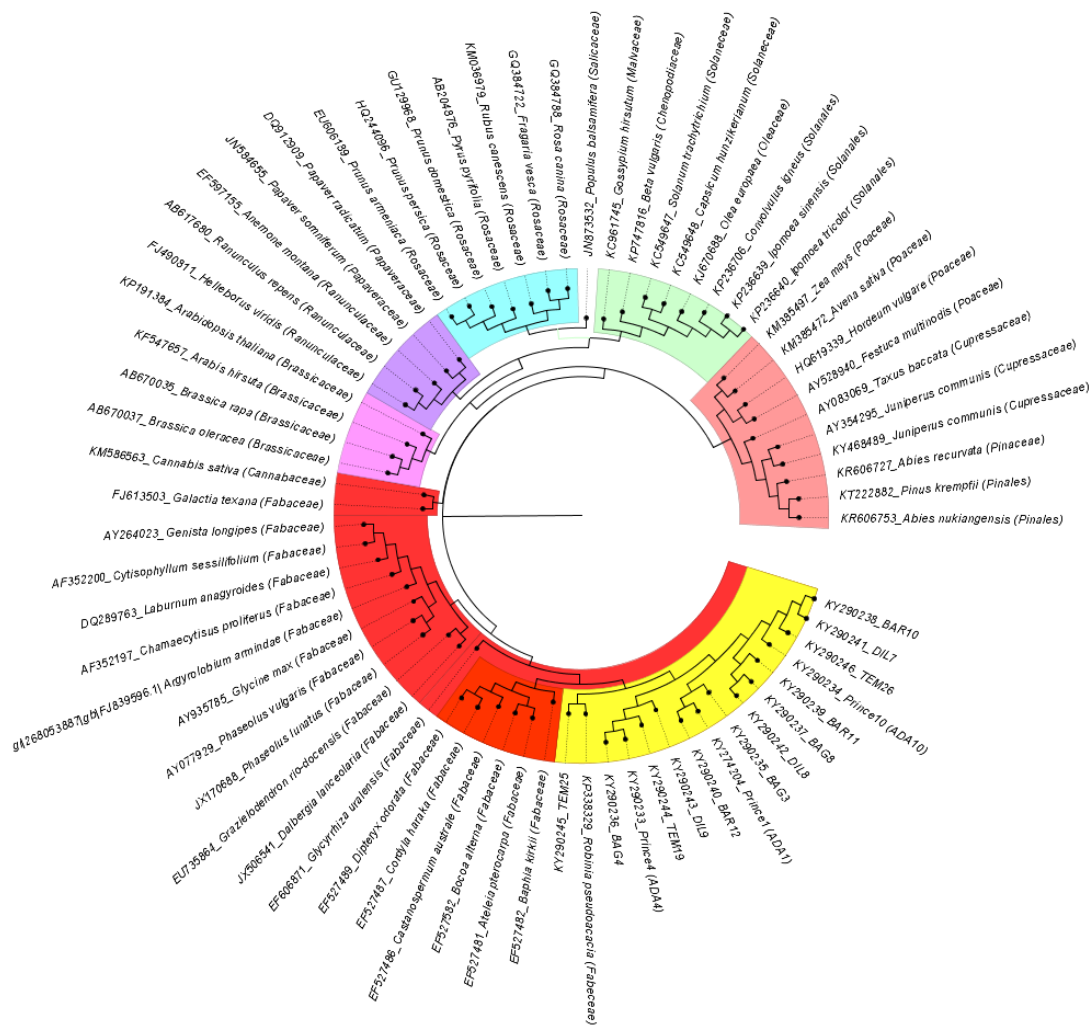 JN873532_Populus balsamifera (Salicaceae)
KC961745_Gossypium hirsutum (Malvaceae)
KP747816_Beta vulgaris (Chenopodiaceae)
KC549647_Solanum trachytrichium (Solaneceae)
KC549648_Capsicum hunzikerianum (Solaneceae)
KJ670688_Olea europaea (Oleaceae)
KP236706_Convolvulus igneus (Solanales)
KP236639_Ipomoea sinensis (Solanales)
KP236640_Ipomoea tricolor (Solanales)
KM385497_Zea mays (Poaceae)
KM385472_Avena sativa (Poaceae)
HQ619339_Hordeum vulgare (Poaceae)
AY528940_Festuca multinodis (Poaceae)
AY083069_Taxus baccata (Cupressaceae)
AY354295_Juniperus communis (Cupressaceae)
KY468489_Juniperus communis (Cupressaceae)
KR606727_Abies recurvata (Pinaceae)
KT222882_Pinus krempfii (Pinales)
KR606753_Abies nukiangensis (Pinales)
KY290238_BAR10
KY290241_DIL7
KY290246_TEM26
KY290234_Prince10 (ADA10)
KY290239_BAR11
KY290237_BAG8
KY290242_DIL8
KY290235_BAG3
KY274204_Prince1 (ADA1)
KY290240_BAR12
KY290243_DIL9
KY290244_TEM19
KY290233_Prince4 (ADA4)
KY290236_BAG4
KP338329_Robinia pseudoacacia (Fabeceae)
KY290245_TEM25
EF527482_Baphia kirkii (Fabaceae)
EF527481_Ateleia pterocarpa (Fabaceae)
EF527582_Bocoa alterna (Fabaceae)
EF527486_Castanospermum australe (Fabaceae)
EF527487_Cordyla haraka (Fabaceae)
EF527489_Dipteryx odorata (Fabaceae)
EF606871_Glycyrrhiza uralensis (Fabaceae)
JX506541_Dalbergia lanceolaria (Fabaceae)
EU735864_Grazielodendron rio-docensis (Fabaceae)
JX170688_Phaseolus lunatus (Fabaceae)
AY077929_Phaseolus vulgaris (Fabaceae)
AY935785_Glycine max (Fabaceae)
gi|268053887|gb|FJ839596.1| Argyrolobium armindae (Fabaceae)
AF352197_Chamaecytisus proliferus (Fabaceae)
DQ289763_Laburnum anagyroides (Fabaceae)
AF352200_Cytisophyllum sessilifolium (Fabaceae)
AY264023_Genista longipes (Fabaceae)
FJ613503_Galactia texana (Fabaceae)
KM586563_Cannabis sativa (Cannabaceae)
AB670037_Brassica oleracea (Brassicaceae)
AB670035_Brassica rapa (Brassicaceae)
KF547657_Arabis hirsuta (Brassicaceae)
KP191384_Arabidopsis thaliana (Brassicaceae)
FJ490811_Helleborus viridis (Ranunculaceae)
AB617680_Ranunculus repens (Ranunculaceae)
EF597155_Anemone montana (Ranunculaceae)
JN584655_Papaver somniferum (Papaveraceae)
DQ912909_Papaver radicatum (Papaveraceae)
EU606189_Prunus armeniaca (Rosaceae)
HQ244096_Prunus persica (Rosaceae)
GU129968_Prunus domestica (Rosaceae)
AB204876_Pyrus pyrifolia (Rosaceae)
KM036979_Rubus canescens (Rosaceae)
GQ384722_Fragaria vesca (Rosaceae)
GQ384788_Rosa canina (Rosaceae)